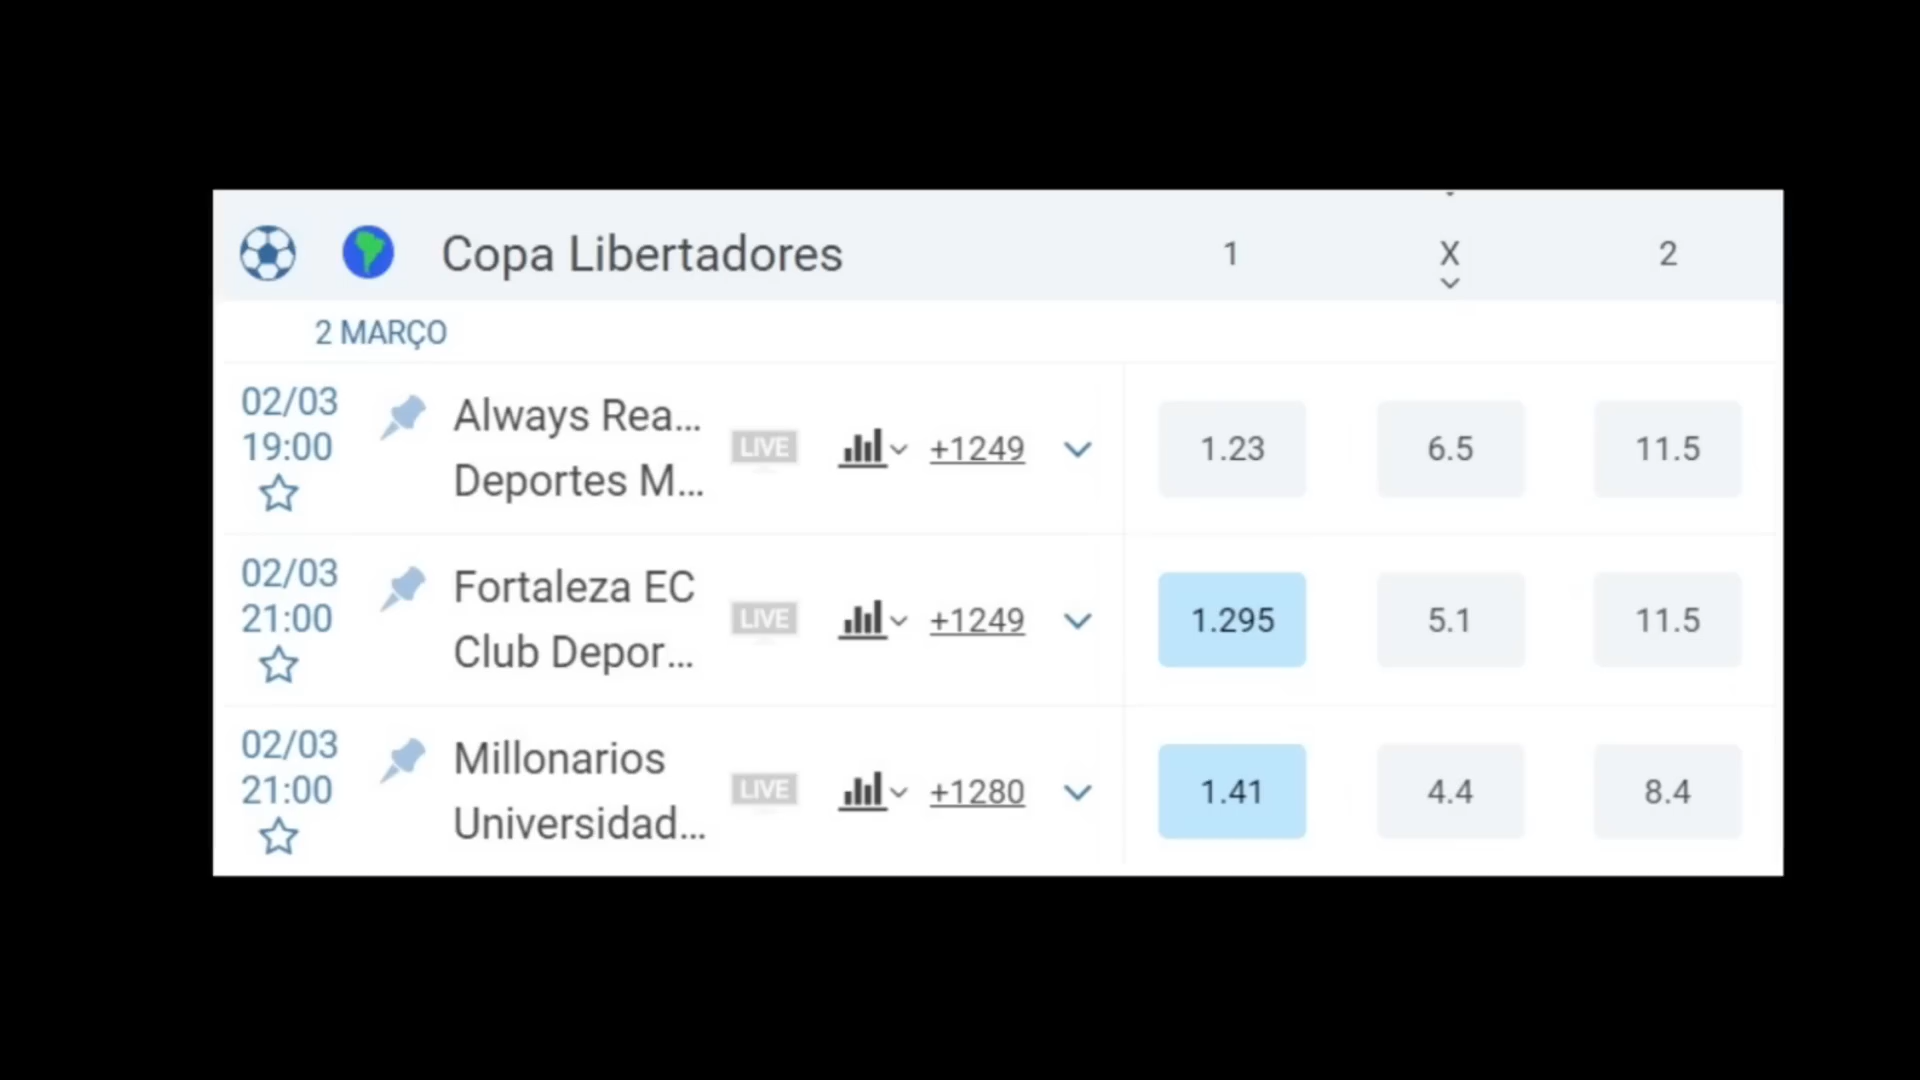 Copa Libertadores 1 X 2
2 MARÇO
02/03
19:00
Always Rea...
Deportes M...
LIVE +1249 1.23 6.5 11.5
02/03
21:00
Fortaleza EC
Club Depor...
LIVE +1249 1.295 5.1 11.5
02/03
21:00
Millonarios
Universidad...
LIVE +1280 1.41 4.4 8.4